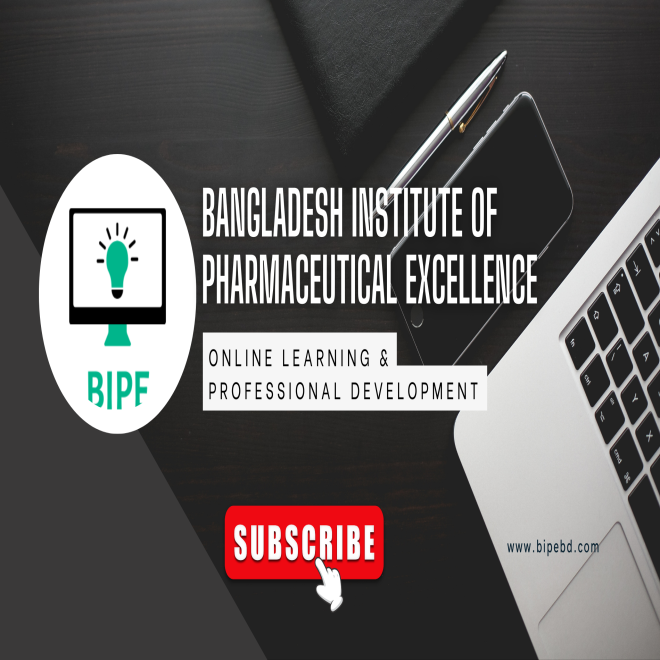 BANGLADESH INSTITUTE OF
PHARMACEUTICAL EXCELLENCE
BIPE
ONLINE LEARNING &
PROFESSIONAL DEVELOPMENT
SUBSCRIBE
www.bipebd.com